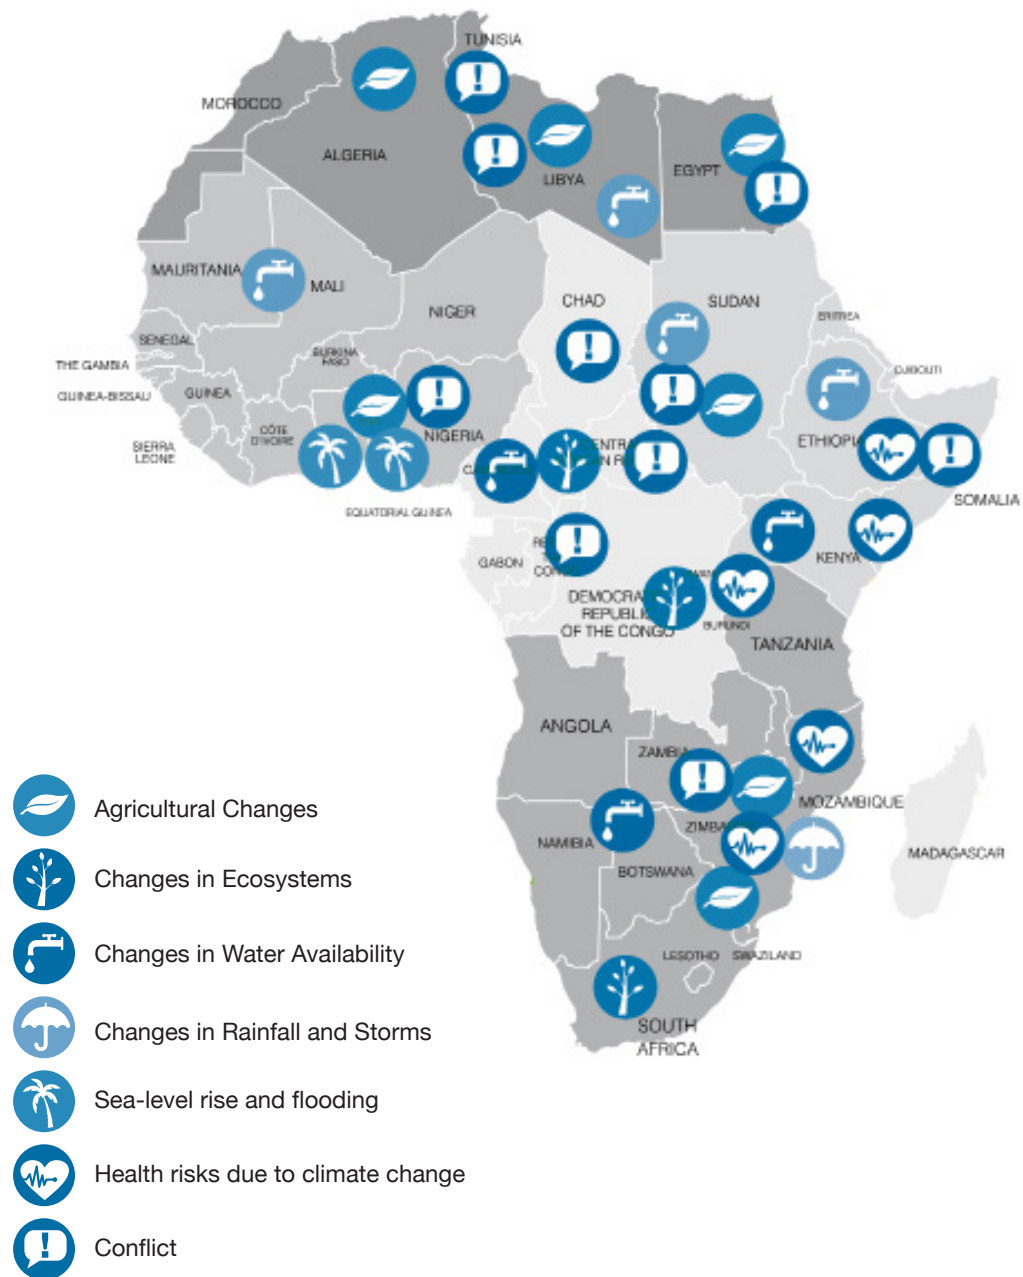 TUNISIA
MOROCCO
ALGERIA
LIBYA
EGYPT
MAURITANIA
MALI
NIGER
CHAD
SUDAN
ERITREA
SENEGAL
THE GAMBIA
BURKINA
FASO
DJIBOUTI
GUINEA-BISSAU
GUINEA
CÔTE
D'IVOIRE
NIGERIA
SIERRA
LEONE
ETHIOPIA
SOMALIA
EQUATORIAL GUINEA
GABON
KENYA
DEMOCRA
REPUBLI
OF THE CONGO
BURUNDI
TANZANIA
ANGOLA
ZAMBIA
MOZAMBIQUE
NAMIBIA
ZIMBA
BOTSWANA
MADAGASCAR
LESOTHO
SWAZILAND
SOUTH
AFRICA
Agricultural Changes
Changes in Ecosystems
Changes in Water Availability
Changes in Rainfall and Storms
Sea-level rise and flooding
Health risks due to climate change
Conflict